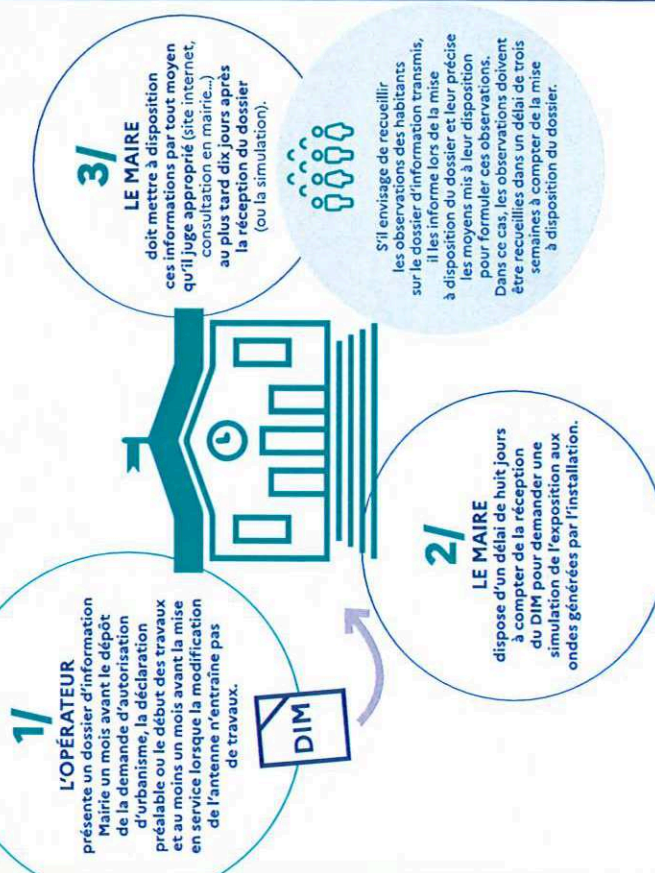 1/
L'OPÉRATEUR
présente un dossier d'information
Mairie un mois avant le dépôt
de la demande d'autorisation
d'urbanisme, la déclaration
préalable ou le début des travaux
et au moins un mois avant la mise
en service lorsque la modification
de l'antenne n'entraîne pas
de travaux.
DIM
2/
LE MAIRE
dispose d'un délai de huit jours
à compter de la réception
du DIM pour demander une
simulation de l'exposition aux
ondes générées par l'installation.
3/
LE MAIRE
doit mettre à disposition
ces informations par tout moyen
qu'il juge approprié (site internet,
consultation en mairie...)
au plus tard dix jours après
la réception du dossier
(ou la simulation).
S'il envisage de recueillir
les observations des habitants
sur le dossier d'information transmis,
il les informe lors de la mise
à disposition du dossier et leur précise
les moyens mis à leur disposition
pour formuler ces observations.
Dans ce cas, les observations doivent
être recueillies dans un délai de trois
semaines à compter de la mise
à disposition du dossier.